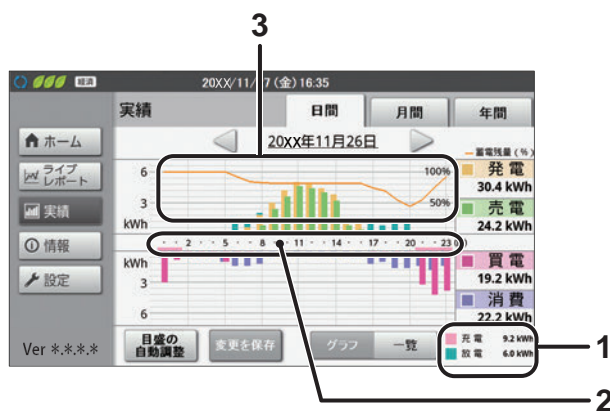 3
経済
20XX/11/ 7 (金) 16:35
実績
日間
月間
年間
ホーム
ライブ
レポート
実績
情報
設定
Ver *.*.*.*
20XX年11月26日
蓄電残量 (%)
6
3
kWh
100%
50%
発電
30.4 kWh
売電
24.2 kWh
2 ・ ・ 5 ・ ・ 8 ・ 11 ・ ・ 14 ・ ・ 17 ・ ・ 20 ・ ・ 23
kWh
3
6
買電
19.2 kWh
消費
22.2 kWh
目盛の
自動調整
変更を保存
グラフ
一覧
充電 9.2 kWh
放電 6.0 kWh
1
2